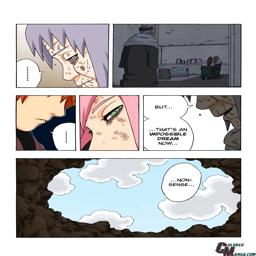 .........
.........
BUT...
...THAT'S AN
IMPOSSIBLE
DREAM
NOW...
...NON-
SENSE...
COLORED
MANGA.COM